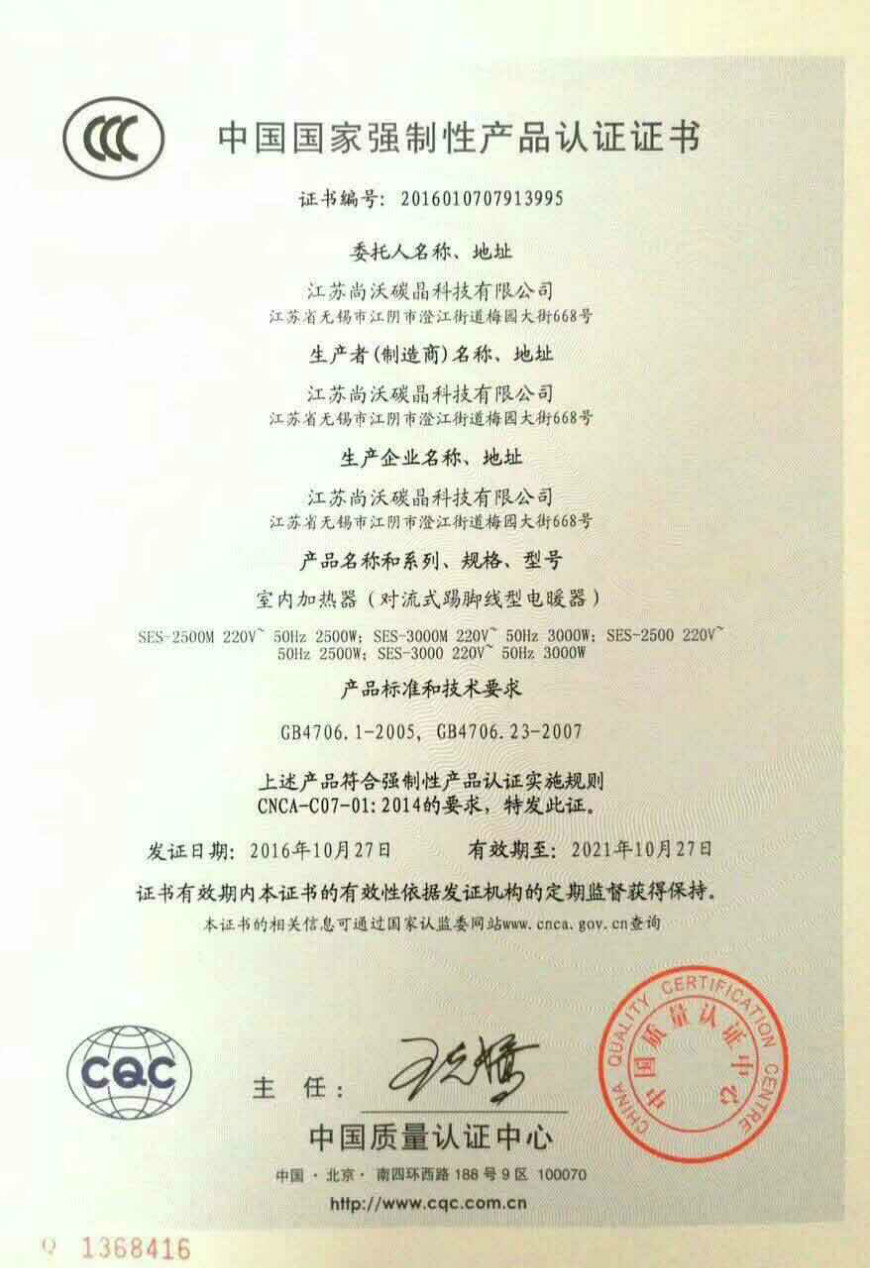 中国国家强制性产品认证证书
证书编号: 2016010707913995
委托人名称、地址
江苏尚沃碳晶科技有限公司
江苏省无锡市江阴市澄江街道梅园大街668号
生产者(制造商)名称、地址
江苏尚沃碳晶科技有限公司
江苏省无锡市江阴市澄江街道梅园大街668号
生产企业名称、地址
江苏尚沃碳晶科技有限公司
江苏省无锡市江阴市澄江街道梅园大街668号
产品名称和系列、规格、型号
室内加热器(对流式踢脚线型电暖器)
SES-2500M 220V~ 50Hz 2500W; SES-3000M 220V~ 50Hz 3000W; SES-2500 220V~
50Hz 2500W; SES-3000 220V~ 50Hz 3000W
产品标准和技术要求
GB4706.1-2005, GB4706.23-2007
上述产品符合强制性产品认证实施规则
CNCA-C07-01:2014的要求，特发此证。
发证日期: 2016年10月27日 有效期至: 2021年10月27日
证书有效期内本证书的有效性依据发证机构的定期监督获得保持。
本证书的相关信息可通过国家认监委网站www.cnca.gov.cn查询
CHINA QUALITY CERTIFICATION CENTRE
中国质量认证中心
CQC
主 任:
中国质量认证中心
中国·北京·南四环西路188号9区 100070
http://www.cqc.com.cn
Q 1368416